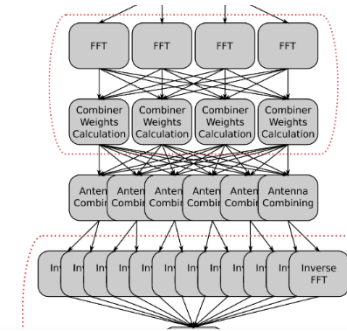 FFT FFT FFT FFT
Combiner Combiner Combiner Combiner
Weights Weights Weights Weights
Calculation Calculation Calculation Calculation
Antenna
Combining
Inverse
FFT